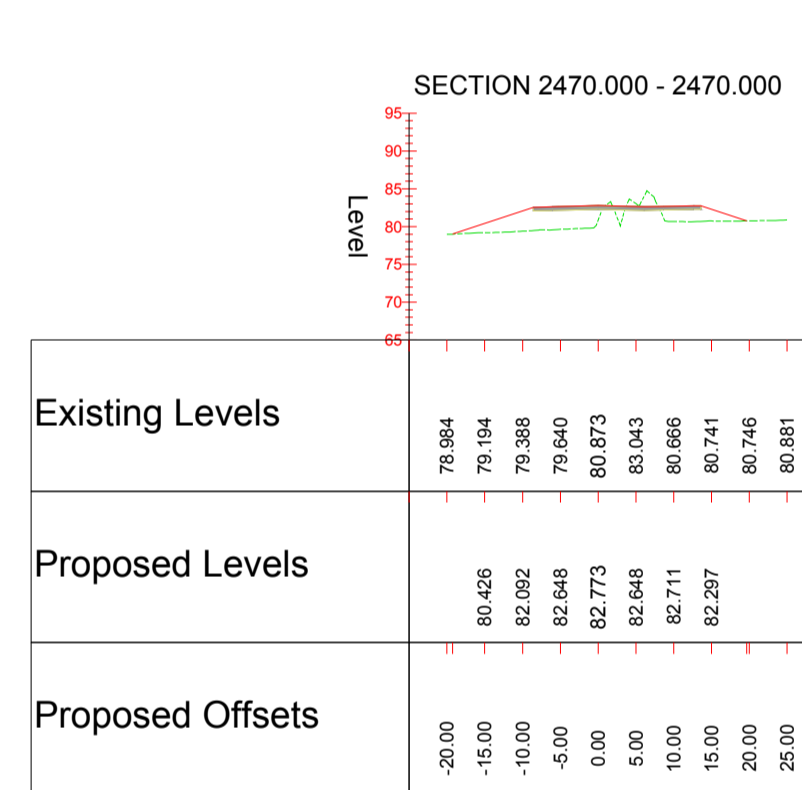 SECTION 2470.000 - 2470.000
95
90
85
80
75
70
65
Level
Existing Levels
78.984 79.194 79.388 79.640 80.873 83.043 80.666 80.741 80.746 80.881
Proposed Levels
80.426 82.092 82.648 82.773 82.648 82.711 82.297
Proposed Offsets
-20.00 -15.00 -10.00 -5.00 0.00 5.00 10.00 15.00 20.00 25.00